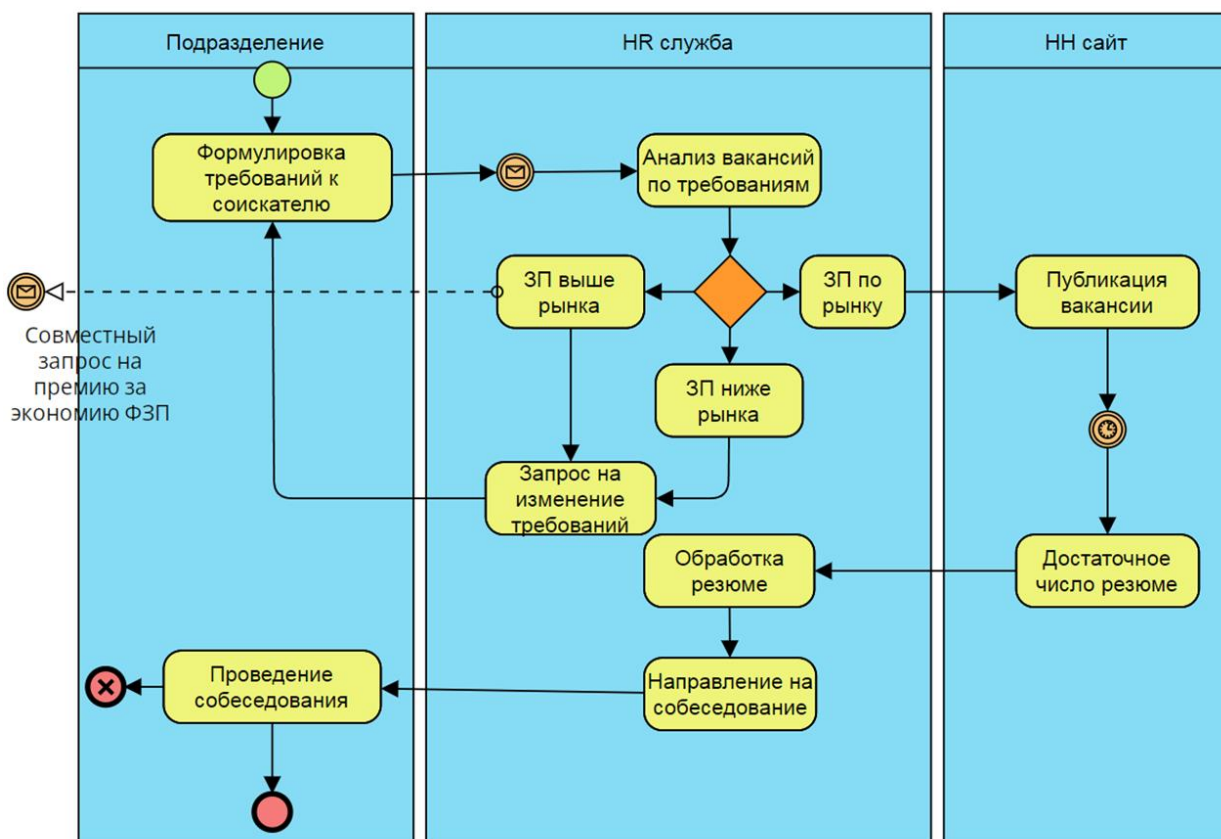 Подразделение
HR служба
HH сайт
Формулировка
требований к
соискателю
Анализ вакансий
по требованиям
ЗП выше
рынка
ЗП по
рынку
Публикация
вакансии
Совместный
запрос на
премию за
экономию ФЗП
ЗП ниже
рынка
Запрос на
изменение
требований
Обработка
резюме
Достаточное
число резюме
Проведение
собеседования
Направление на
собеседование